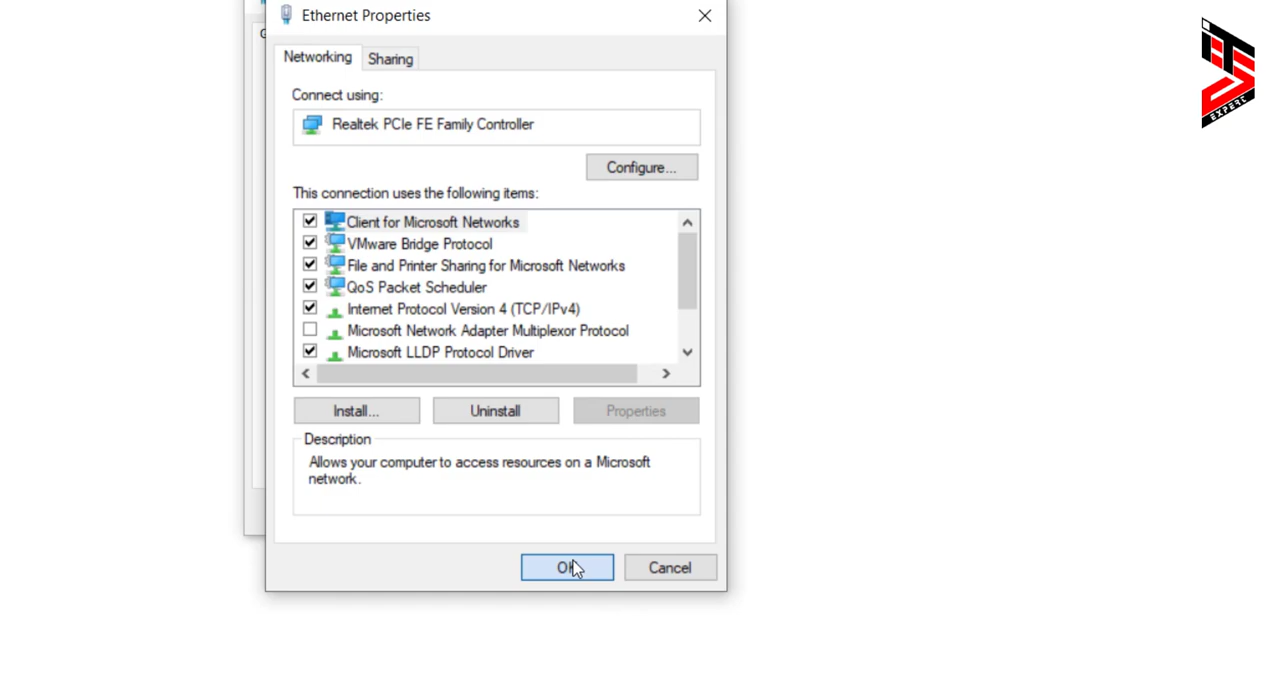 Ethernet Properties
Networking
Sharing
Connect using:
Realtek PCIe FE Family Controller
Configure...
This connection uses the following items:
Client for Microsoft Networks
VMware Bridge Protocol
File and Printer Sharing for Microsoft Networks
QoS Packet Scheduler
Internet Protocol Version 4 (TCP/IPv4)
Microsoft Network Adapter Multiplexor Protocol
Microsoft LLDP Protocol Driver
Install...
Uninstall
Properties
Description
Allows your computer to access resources on a Microsoft
network.
OK
Cancel
EXPERT